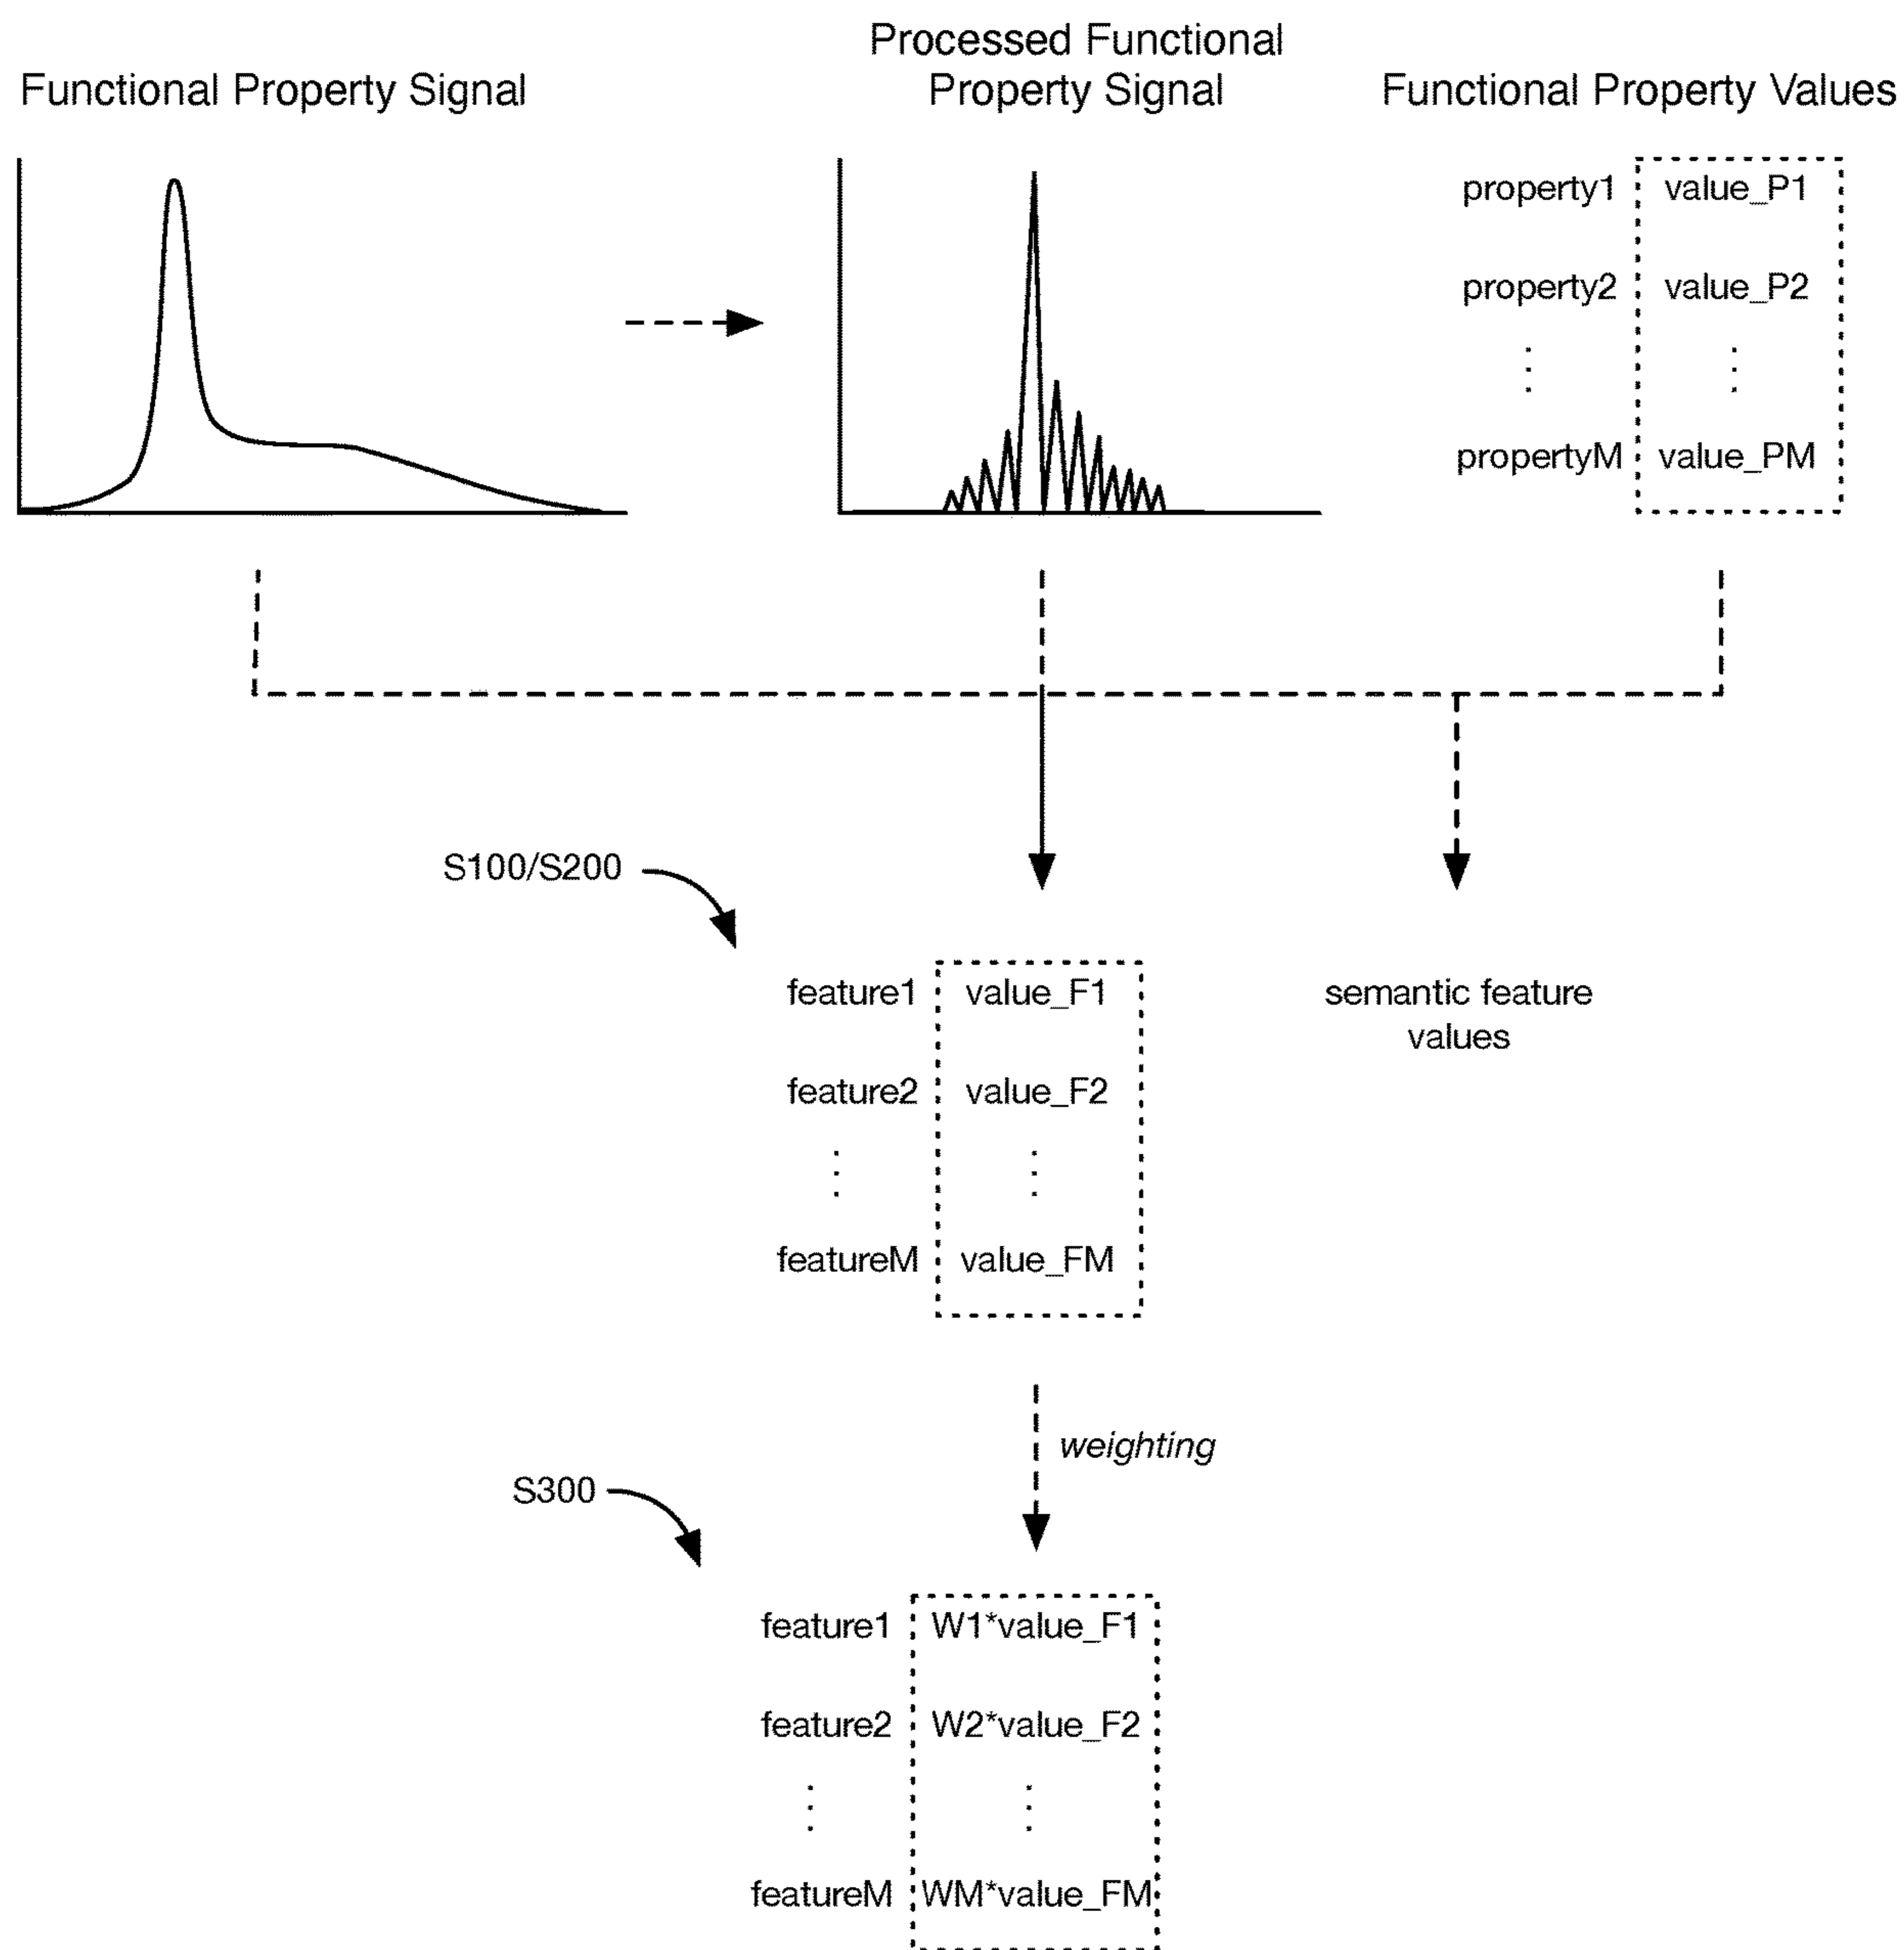 Functional Property Signal
Processed Functional
Property Signal
Functional Property Values
property1 value_P1
property2 value_P2
⋮ ⋮
propertyM value_PM
S100/S200
feature1 value_F1
feature2 value_F2
⋮ ⋮
featureM value_FM
semantic feature
values
weighting
S300
feature1 W1*value_F1
feature2 W2*value_F2
⋮ ⋮
featureM WM*value_FM